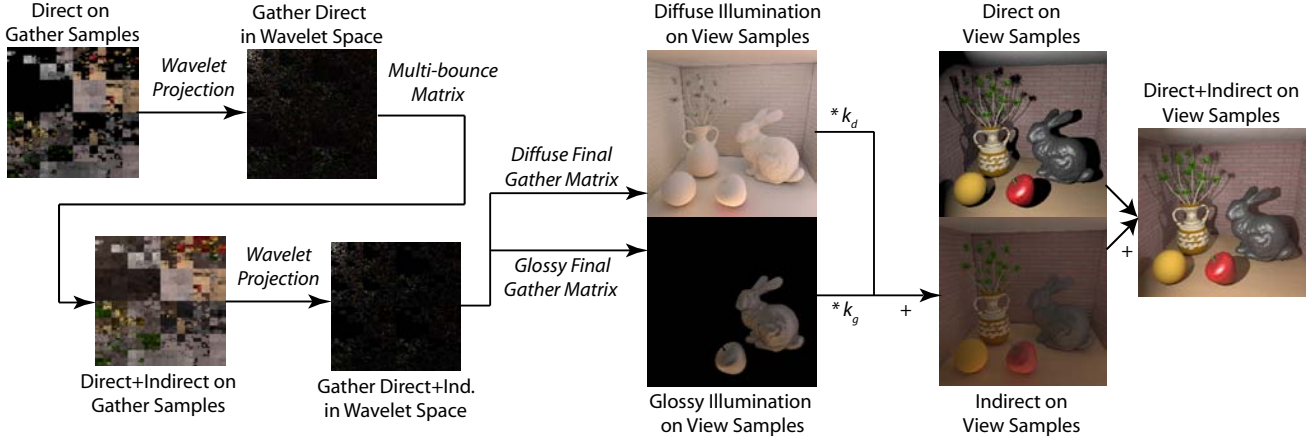 Direct on
Gather Samples
Wavelet
Projection
Gather Direct
in Wavelet Space
Multi-bounce
Matrix
Direct+Indirect on
Gather Samples
Wavelet
Projection
Gather Direct+Ind.
in Wavelet Space
Diffuse Final
Gather Matrix
Glossy Final
Gather Matrix
Diffuse Illumination
on View Samples
* kd
Glossy Illumination
on View Samples
* kg
+
Direct on
View Samples
Indirect on
View Samples
+
Direct+Indirect on
View Samples